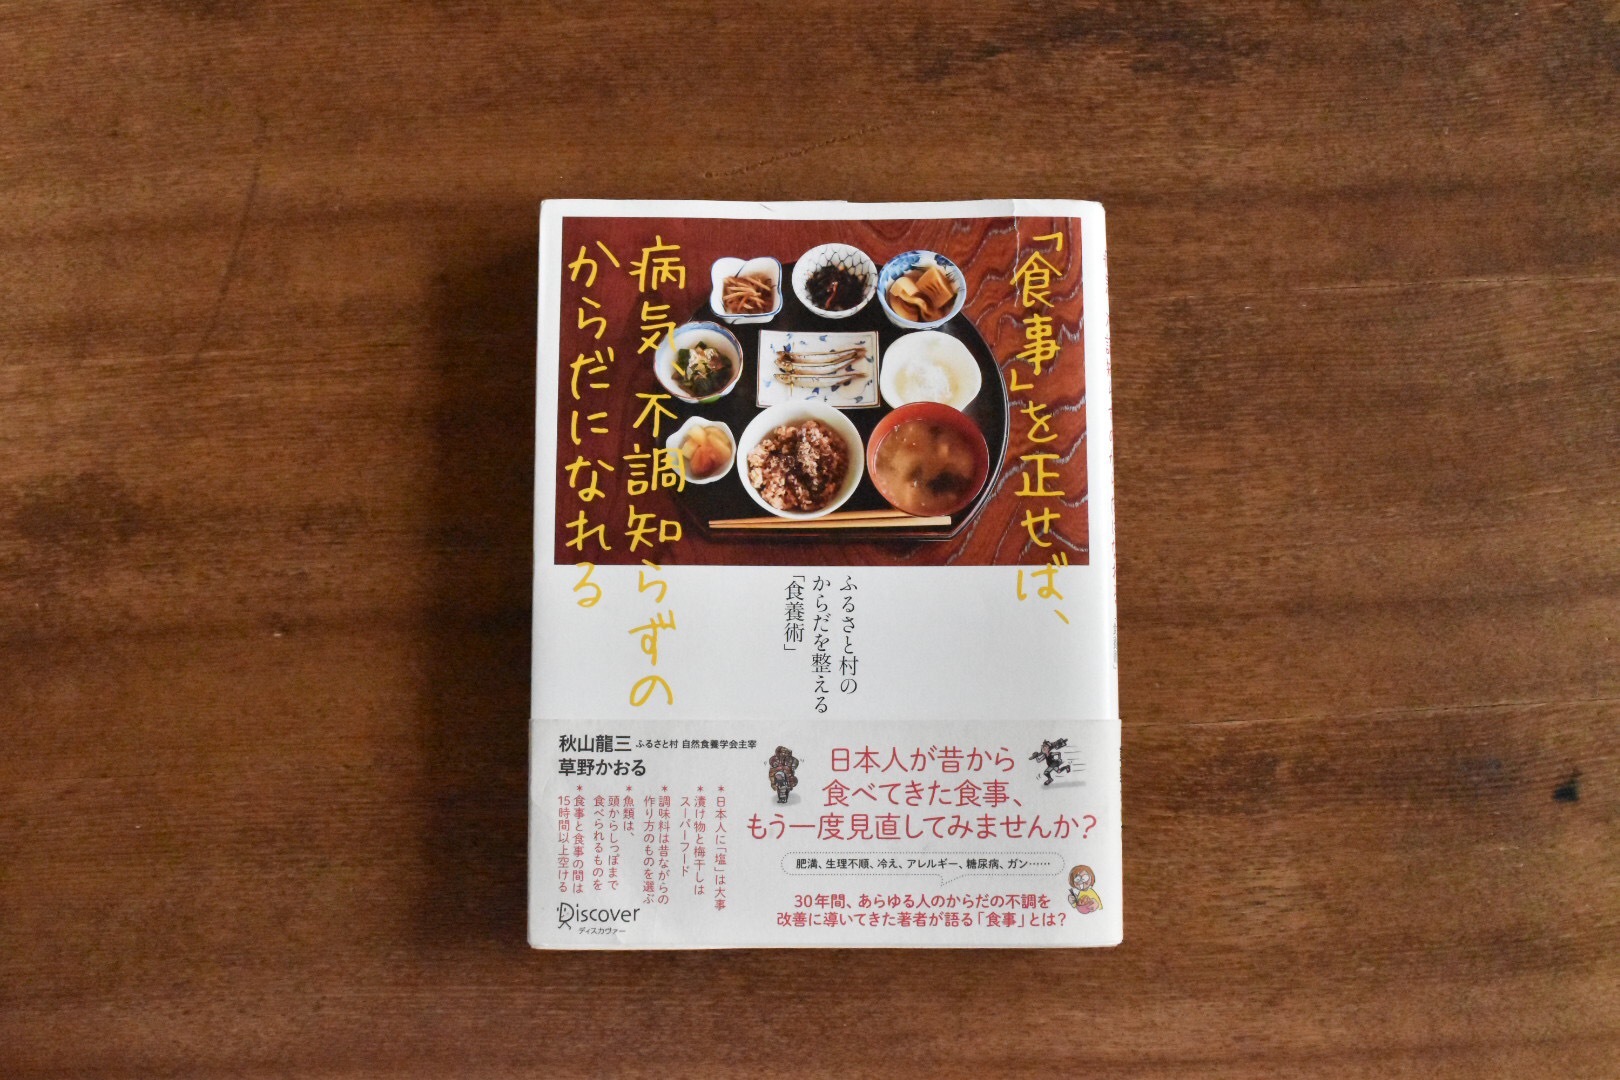 「食事」を正せば、
病気、不調知らずの
からだになれる
ふるさと村の
からだを整える
「食養術」
秋山龍三 ふるさと村 自然食養学会主宰
草野かおる
日本人が昔から
食べてきた食事、
もう一度見直してみませんか?
肥満、生理不順、冷え、アレルギー、糖尿病、ガン……
30年間、あらゆる人のからだの不調を
改善に導いてきた著者が語る「食事」とは?
*日本人に「塩」は大事
*漬け物と梅干しは
スーパーフード
*調味料は昔ながらの
作り方のものを選ぶ
*魚類は、
頭からしっぽまで
食べられるものを
*食事と食事の間は
15時間以上空ける
Discover
ディスカヴァー